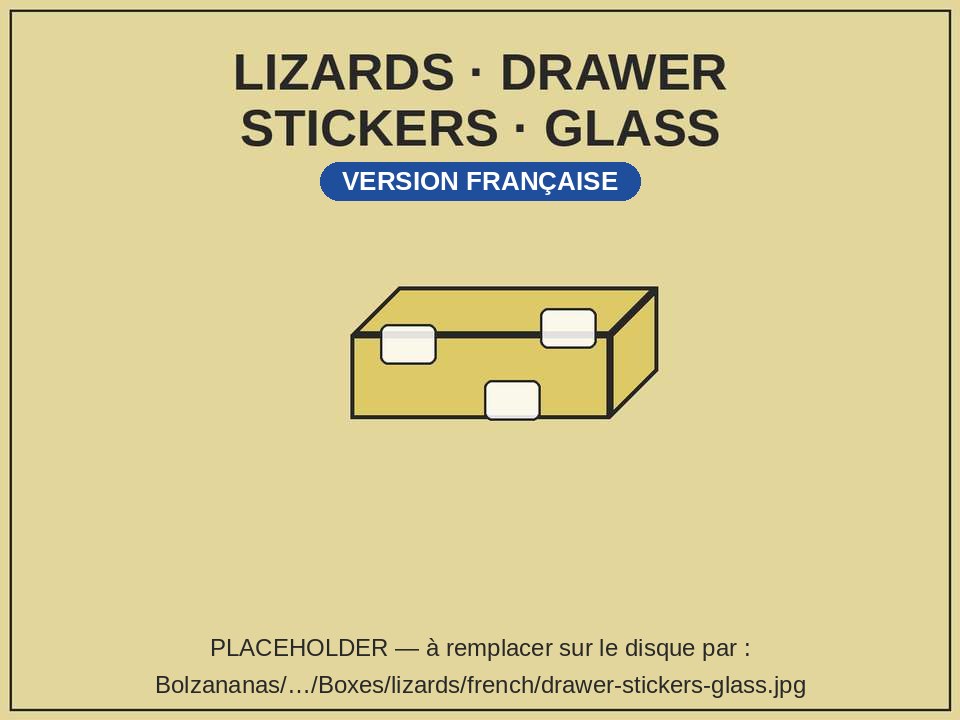 LIZARDS · DRAWER
STICKERS · GLASS
VERSION FRANÇAISE
PLACEHOLDER — à remplacer sur le disque par :
Bolzananas/…/Boxes/lizards/french/drawer-stickers-glass.jpg